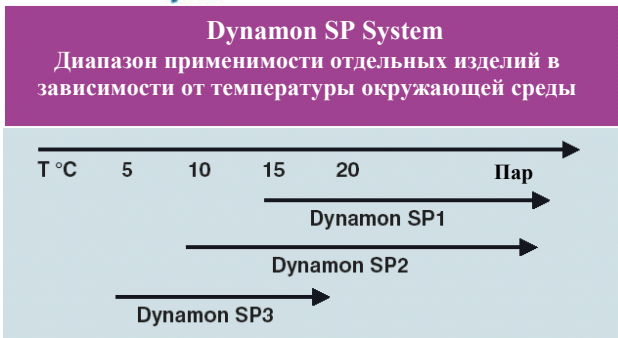 Dynamon SP System
Диапазон применимости отдельных изделий в
зависимости от температуры окружающей среды
T °C 5 10 15 20 Пар
Dynamon SP1
Dynamon SP2
Dynamon SP3